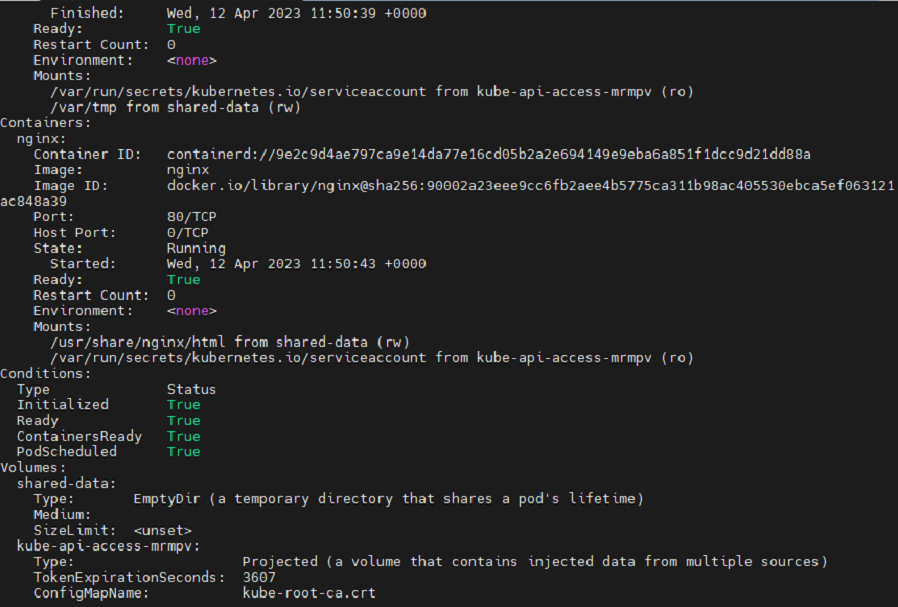 Finished:     Wed, 12 Apr 2023 11:50:39 +0000
Ready:          True
Restart Count:  0
Environment:    <none>
Mounts:
/var/run/secrets/kubernetes.io/serviceaccount from kube-api-access-mrmpv (ro)
/var/tmp from shared-data (rw)
Containers:
nginx:
Container ID:   containerd://9e2c9d4ae797ca9e14da77e16cd05b2a2e694149e9eba6a851f1dcc9d21dd88a
Image:          nginx
Image ID:       docker.io/library/nginx@sha256:90002a23eee9cc6fb2aee4b5775ca311b98ac405530ebca5ef063121
ac848a39
Port:           80/TCP
Host Port:      0/TCP
State:          Running
Started:      Wed, 12 Apr 2023 11:50:43 +0000
Ready:          True
Restart Count:  0
Environment:    <none>
Mounts:
/usr/share/nginx/html from shared-data (rw)
/var/run/secrets/kubernetes.io/serviceaccount from kube-api-access-mrmpv (ro)
Conditions:
Type              Status
Initialized       True
Ready             True
ContainersReady   True
PodScheduled      True
Volumes:
shared-data:
Type:       EmptyDir (a temporary directory that shares a pod's lifetime)
Medium:
SizeLimit:  <unset>
kube-api-access-mrmpv:
Type:                    Projected (a volume that contains injected data from multiple sources)
TokenExpirationSeconds:  3607
ConfigMapName:           kube-root-ca.crt